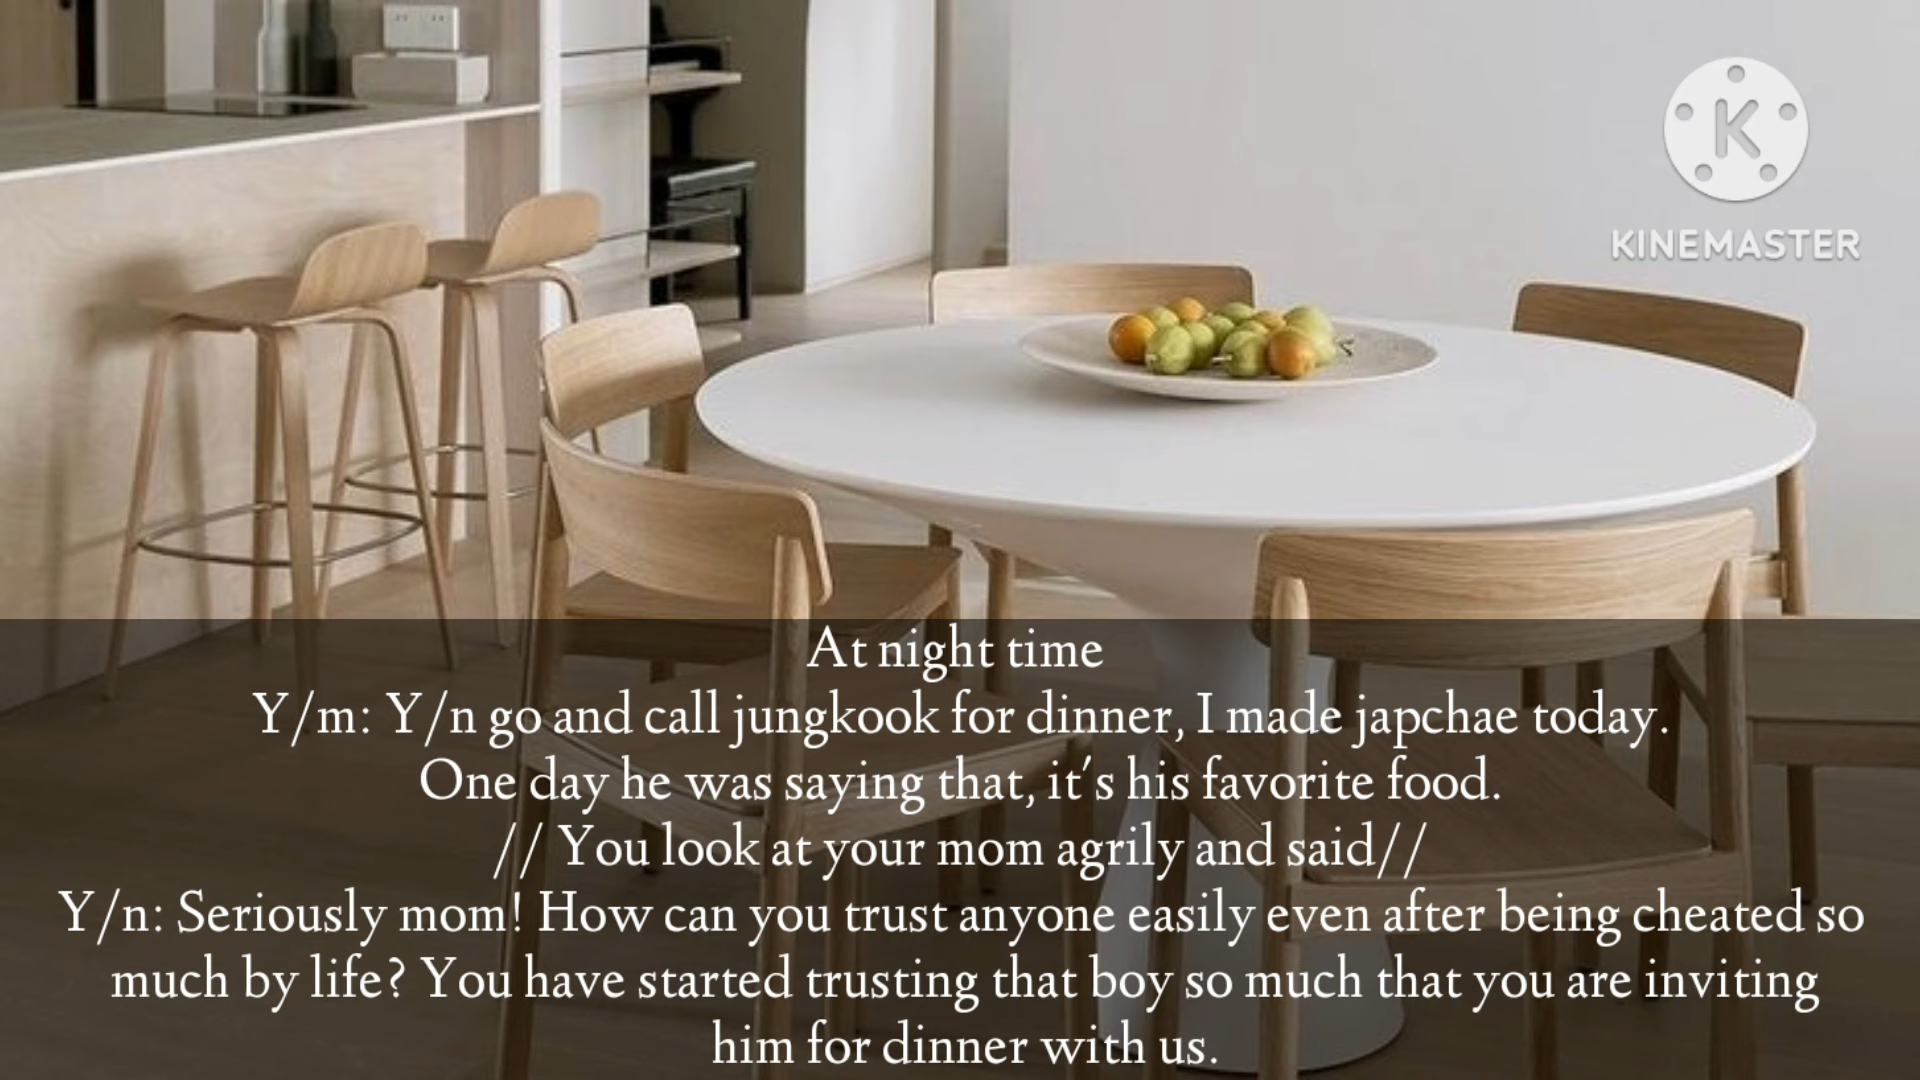 K
KINEMASTER
At night time
Y/m: Y/n go and call jungkook for dinner, I made japchae today.
One day he was saying that, it's his favorite food.
// You look at your mom agrily and said//
Y/n: Seriously mom! How can you trust anyone easily even after being cheated so
much by life? You have started trusting that boy so much that you are inviting
him for dinner with us.